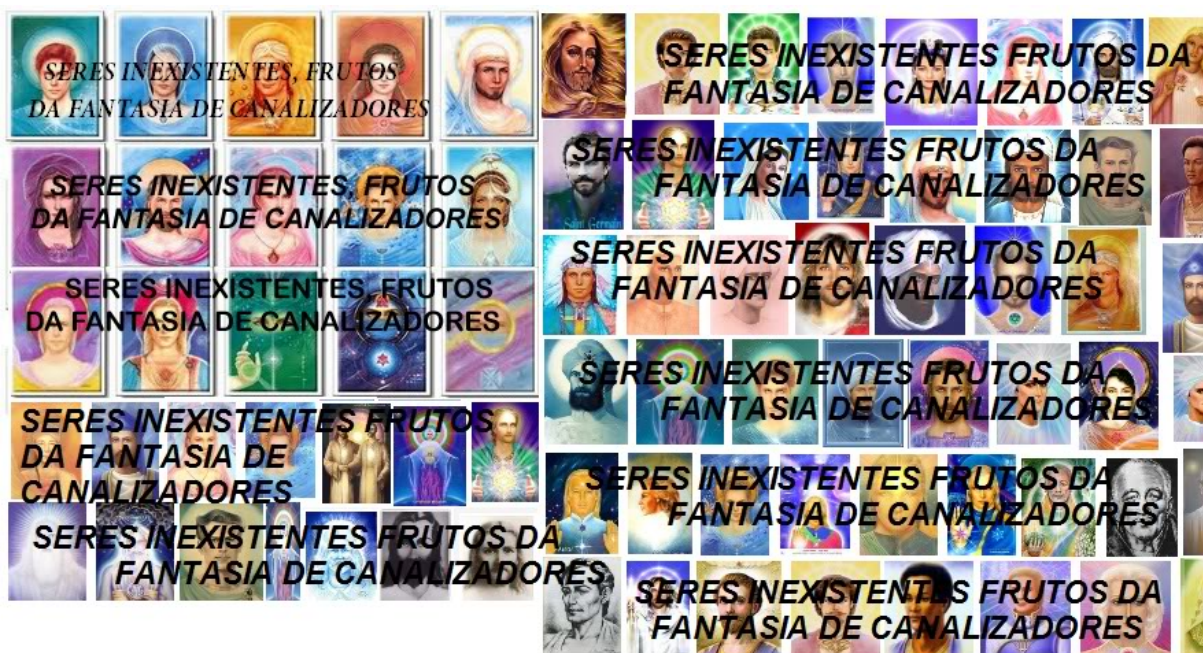 SERES INEXISTENTES, FRUTOS
DA FANTASIA DE CANALIZADORES
SERES INEXISTENTES, FRUTOS
DA FANTASIA DE CANALIZADORES
SERES INEXISTENTES, FRUTOS
DA FANTASIA DE CANALIZADORES
SERES INEXISTENTES FRUTOS
DA FANTASIA DE
CANALIZADORES
SERES INEXISTENTES FRUTOS DA
FANTASIA DE CANALIZADORES
SERES INEXISTENTES FRUTOS DA
FANTASIA DE CANALIZADORES
SERES INEXISTENTES FRUTOS DA
FANTASIA DE CANALIZADORES
Saint Germain
SERES INEXISTENTES FRUTOS DA
FANTASIA DE CANALIZADORES
SERES INEXISTENTES FRUTOS DA
FANTASIA DE CANALIZADORES
SERES INEXISTENTES FRUTOS DA
FANTASIA DE CANALIZADORES
SERES INEXISTENTES FRUTOS DA
FANTASIA DE CANALIZADORES